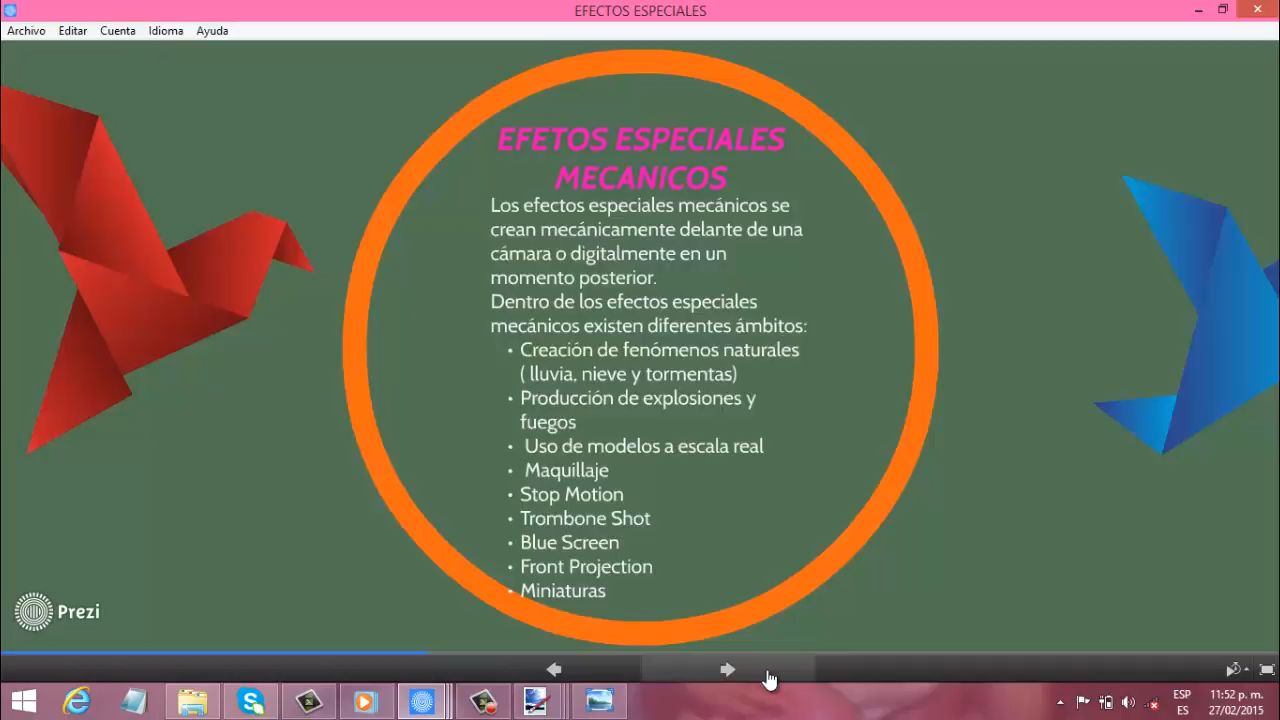 EFECTOS ESPECIALES
Archivo Editar Cuenta Idioma Ayuda
EFETOS ESPECIALES
MECANICOS
Los efectos especiales mecánicos se
crean mecánicamente delante de una
cámara o digitalmente en un
momento posterior.
Dentro de los efectos especiales
mecánicos existen diferentes ámbitos:
• Creación de fenómenos naturales
( lluvia, nieve y tormentas)
• Producción de explosiones y
fuegos
• Uso de modelos a escala real
• Maquillaje
• Stop Motion
• Trombone Shot
• Blue Screen
• Front Projection
• Miniaturas
Prezi
ESP 11:52 p. m.
ES 27/02/2015